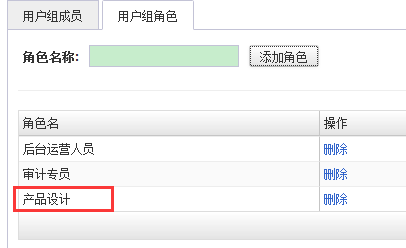 用户组成员 用户组角色
角色名称: 添加角色
角色名 操作
后台运营人员 删除
审计专员 删除
产品设计 删除